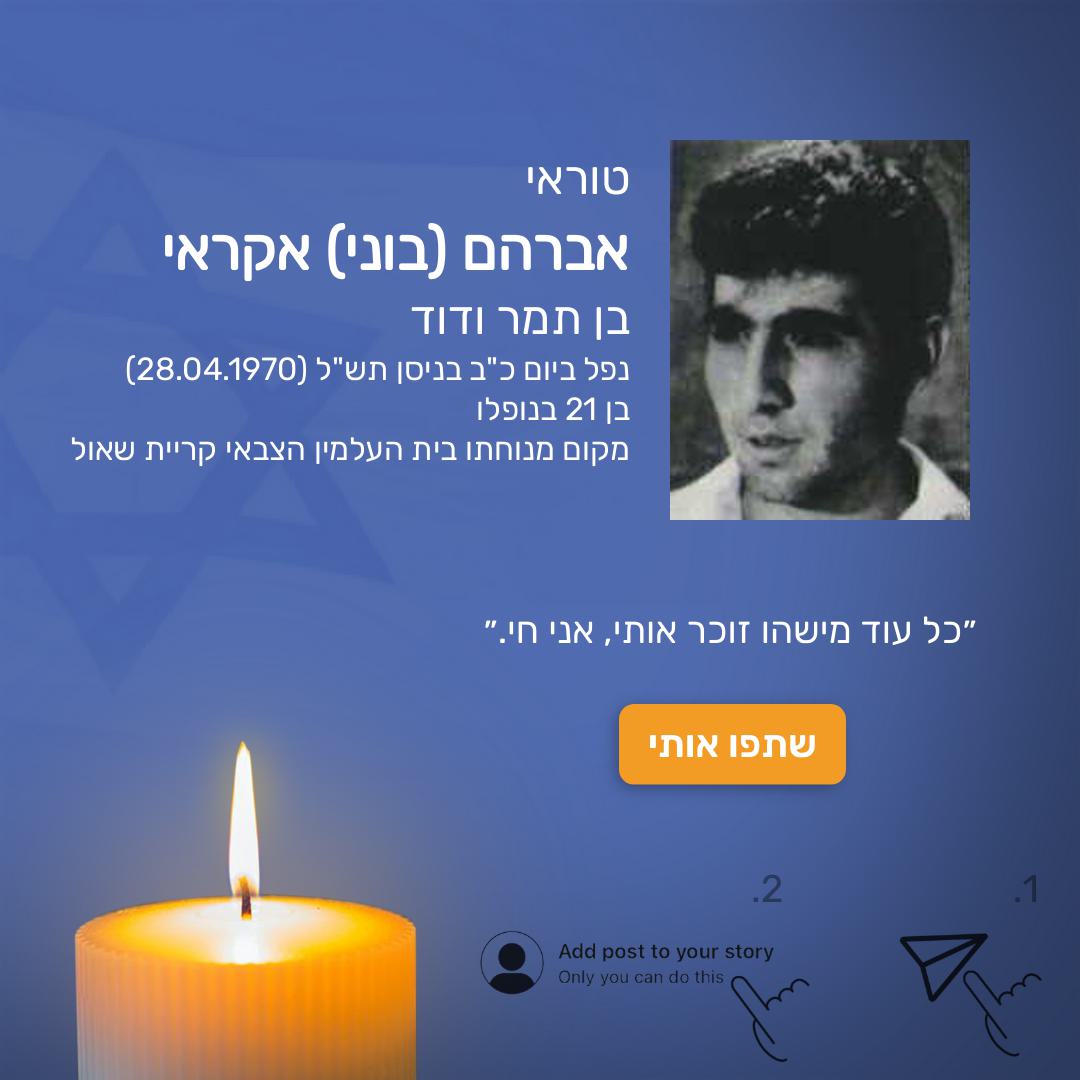 טוראי
אברהם (בוני) אקראי
בן תמר ודוד
נפל ביום כ"ב בניסן תש"ל (28.04.1970)
בן 21 בנופלו
מקום מנוחתו בית העלמין הצבאי קריית שאול
״כל עוד מישהו זוכר אותי, אני חי.״
שתפו אותי
1.
2.
Add post to your story
Only you can do this